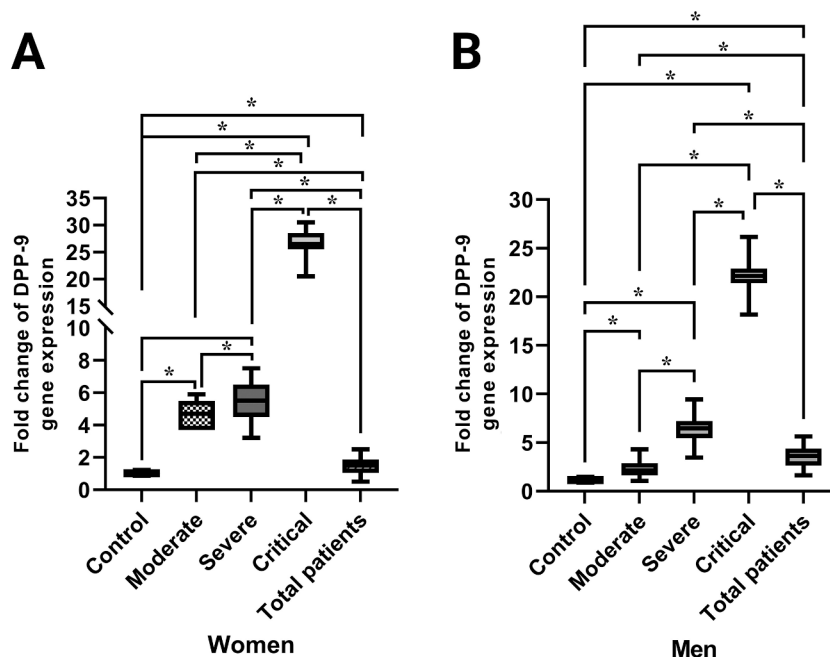 A
Fold change of DPP-9
gene expression
*
*
*
*
*
*
*
*
*
35
30
25
20
15
10
8
6
4
2
0
Control
Moderate
Severe
Critical
Total patients
Women
B
Fold change of DPP-9
gene expression
*
*
*
*
*
*
*
*
*
*
30
25
20
15
10
5
0
Control
Moderate
Severe
Critical
Total patients
Men